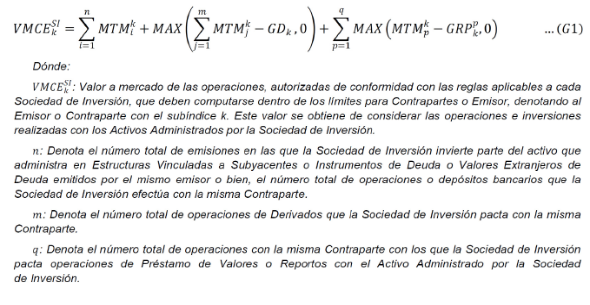 VMCE_k^{SI} = \sum_{i=1}^{n} MTM_i^k + MAX\left(\sum_{j=1}^{m} MTM_j^k - GD_k, 0\right) + \sum_{p=1}^{q} MAX\left(MTM_p^k - GRP_k^p, 0\right) ...(G1)
Dónde:
VMCE_k^{SI}: Valor a mercado de las operaciones, autorizadas de conformidad con las reglas aplicables a cada
Sociedad de Inversión, que deben computarse dentro de los límites para Contrapartes o Emisor, denotando al
Emisor o Contraparte con el subíndice k. Este valor se obtiene de considerar las operaciones e inversiones
realizadas con los Activos Administrados por la Sociedad de Inversión.
n: Denota el número total de emisiones en las que la Sociedad de Inversión invierte parte del activo que
administra en Estructuras Vinculadas a Subyacentes o Instrumentos de Deuda o Valores Extranjeros de
Deuda emitidos por el mismo emisor o bien, el número total de operaciones o depósitos bancarios que la
Sociedad de Inversión efectúa con la misma Contraparte.
m: Denota el número total de operaciones de Derivados que la Sociedad de Inversión pacta con la misma
Contraparte.
q: Denota el número total de operaciones con la misma Contraparte con los que la Sociedad de Inversión
pacta operaciones de Préstamo de Valores o Reportos con el Activo Administrado por la Sociedad
de Inversión.